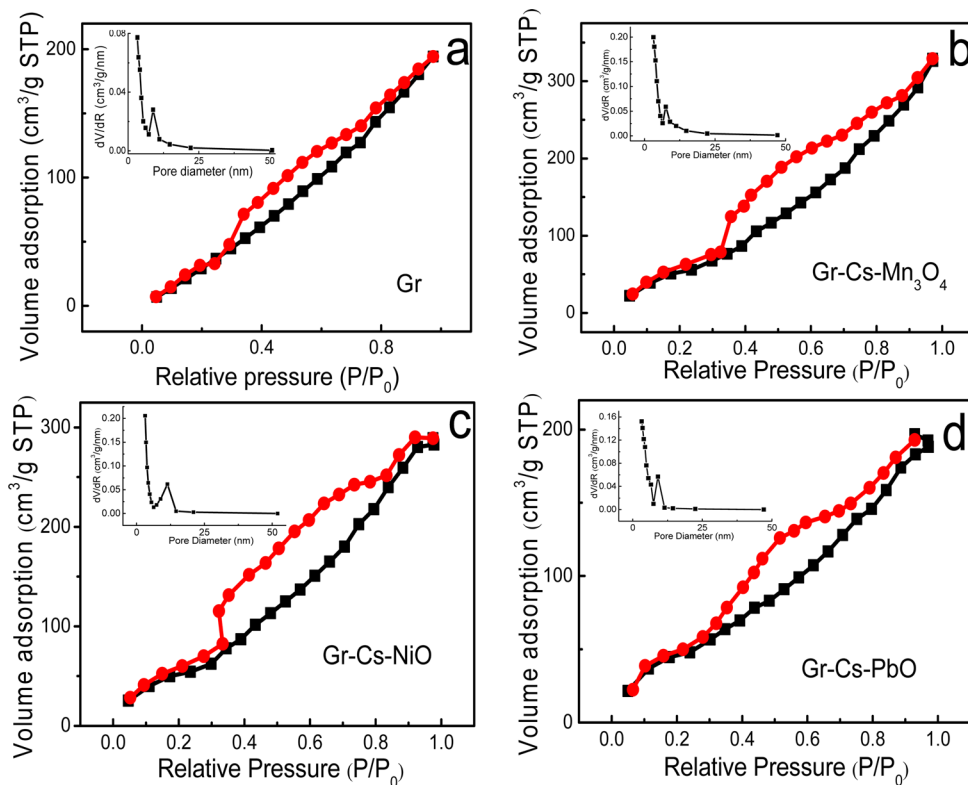 a
Volume adsorption (cm³/g STP)
200
100
0
0.0 0.4 0.8
Relative pressure (P/P₀)
Gr
dV/dR (cm³/g/nm)
0.08
0.04
0.00
0 25 50
Pore diameter (nm)
b
Volume adsorption (cm³/g STP)
300
200
100
0
0.0 0.2 0.4 0.6 0.8 1.0
Relative Pressure (P/P₀)
Gr-Cs-Mn₃O₄
dV/dR (cm³/g/nm)
0.20
0.15
0.10
0.05
0.00
0 25 50
Pore Diameter (nm)
c
Volume adsorption (cm³/g STP)
300
200
100
0
0.0 0.2 0.4 0.6 0.8 1.0
Relative Pressure (P/P₀)
Gr-Cs-NiO
dV/dR (cm³/g/nm)
0.20
0.15
0.10
0.05
0.00
0 25 50
Pore Diameter (nm)
d
Volume adsorption (cm³/g STP)
200
100
0
0.0 0.2 0.4 0.6 0.8 1.0
Relative Pressure (P/P₀)
Gr-Cs-PbO
dV/dR (cm³/g/nm)
0.16
0.12
0.08
0.04
0.00
0 25 50
Pore Diameter (nm)